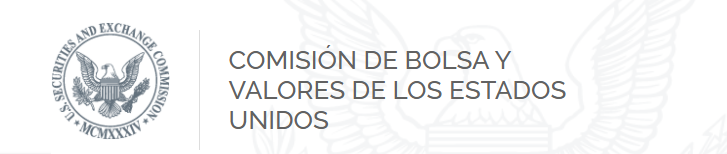 U.S. SECURITIES AND EXCHANGE COMMISSION
MCMXXXIV
COMISIÓN DE BOLSA Y
VALORES DE LOS ESTADOS
UNIDOS